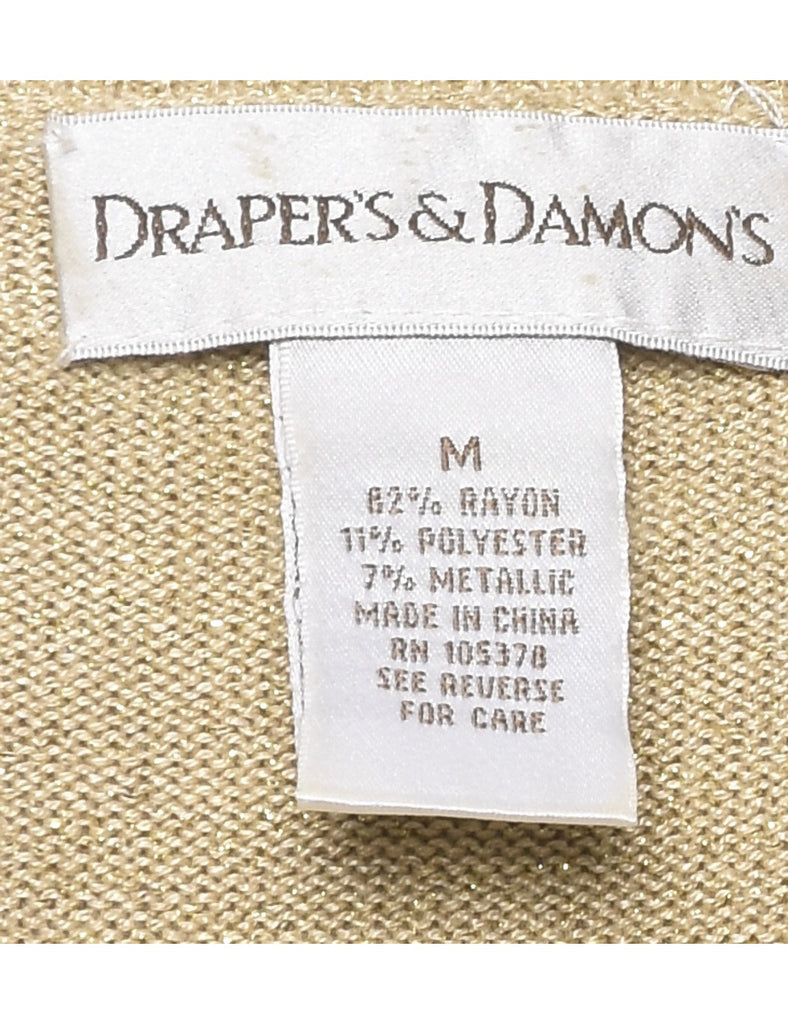 DRAPER'S & DAMON'S
M
82% RAYON
11% POLYESTER
7% METALLIC
MADE IN CHINA
RN 105378
SEE REVERSE
FOR CARE